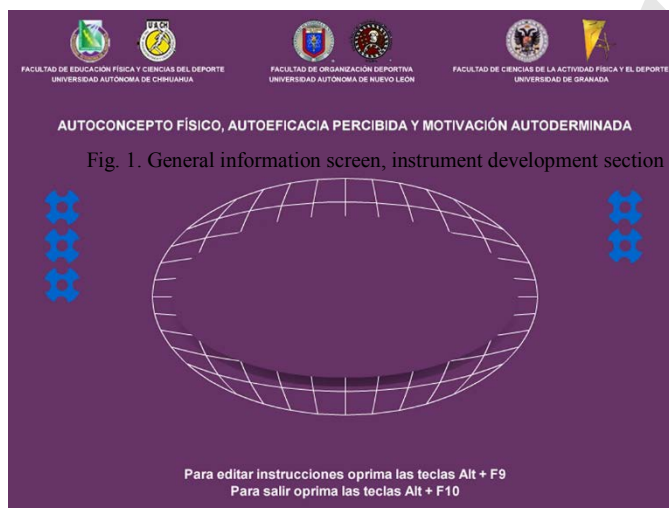 UACH
FACULTAD DE EDUCACIÓN FÍSICA Y CIENCIAS DEL DEPORTE
UNIVERSIDAD AUTÓNOMA DE CHIHUAHUA
FACULTAD DE ORGANIZACIÓN DEPORTIVA
UNIVERSIDAD AUTÓNOMA DE NUEVO LEÓN
FACULTAD DE CIENCIAS DE LA ACTIVIDAD FÍSICA Y EL DEPORTE
UNIVERSIDAD DE GRANADA
AUTOCONCEPTO FÍSICO, AUTOEFICACIA PERCIBIDA Y MOTIVACIÓN AUTODERMINADA
Fig. 1. General information screen, instrument development section
Para editar instrucciones oprima las teclas Alt + F9
Para salir oprima las teclas Alt + F10